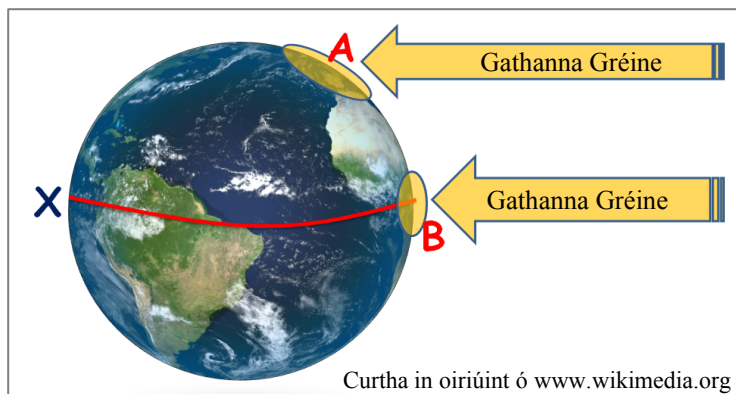 A
Gathanna Gréine
X
Gathanna Gréine
B
Curtha in oiriúint ó www.wikimedia.org